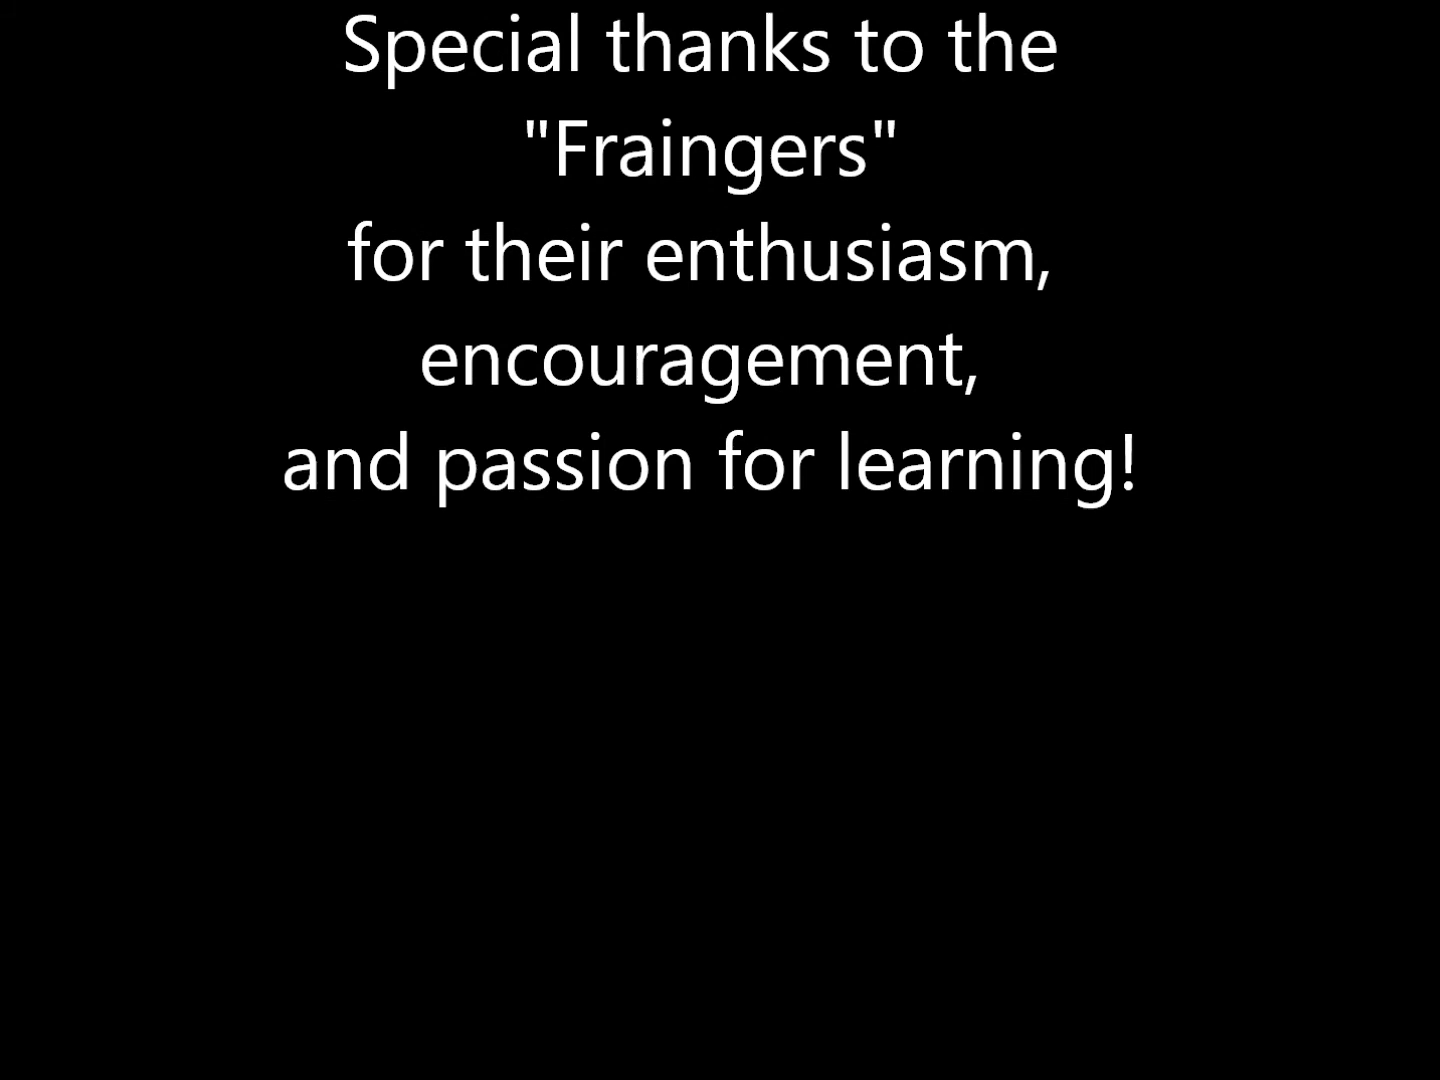 Special thanks to the
"Fraingers"
for their enthusiasm,
encouragement,
and passion for learning!